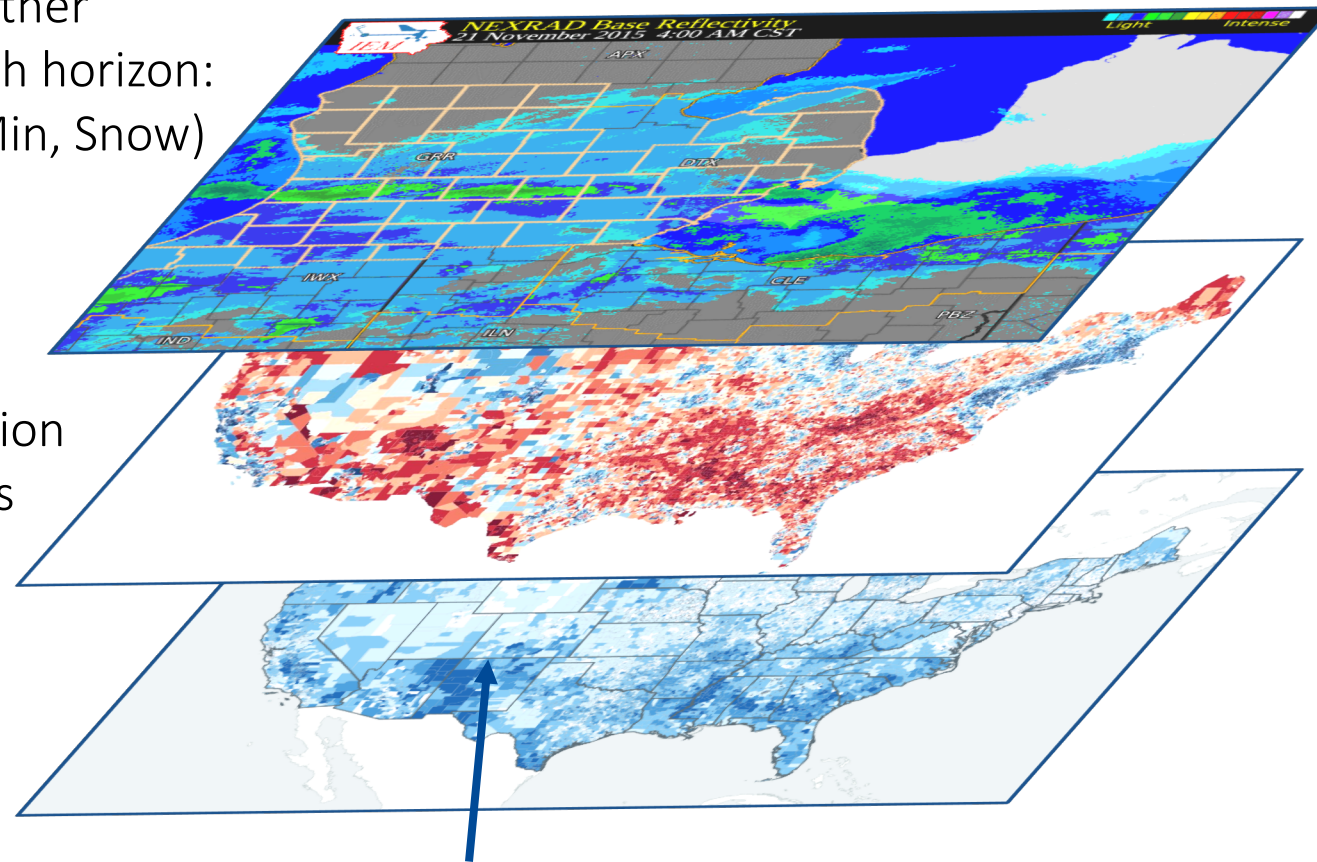 ther
h horizon:
Min, Snow)
IEM
NEXRAD Base Reflectivity
21 November 2015 4:00 AM CST
Light Intense
APX
GRR
DTX
IWX
CLE
IND
ILN
PBZ
ion
s